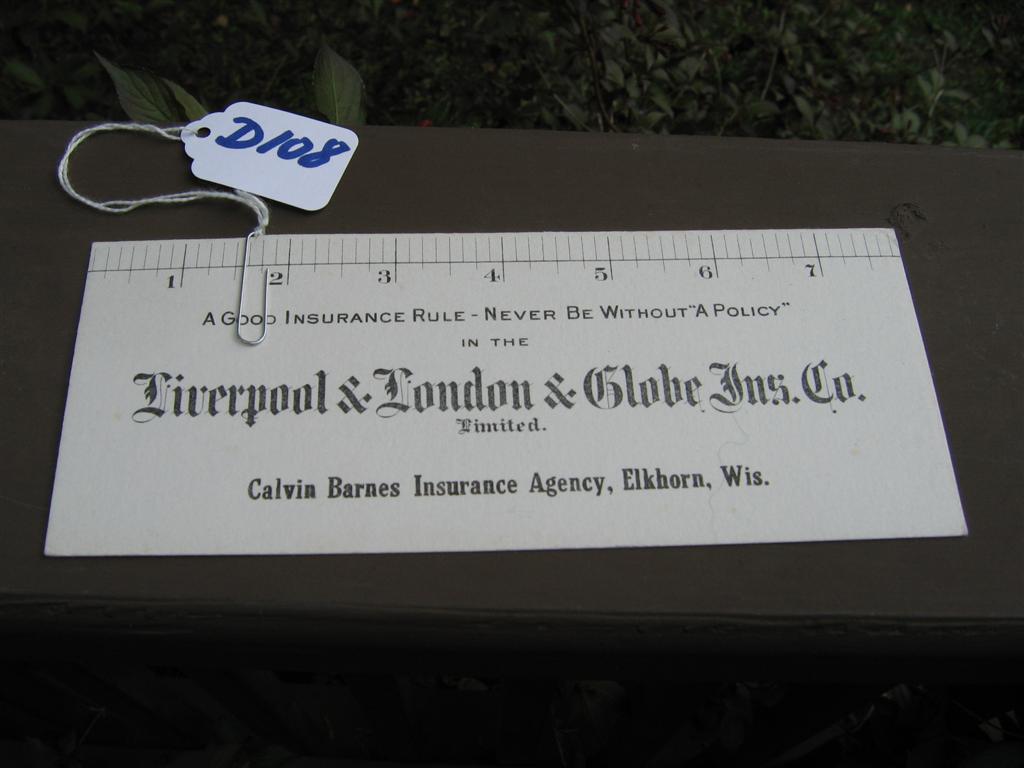 D108
1 2 3 4 5 6 7
A GOOD INSURANCE RULE - NEVER BE WITHOUT "A POLICY"
IN THE
Liverpool & London & Globe Ins. Co.
Limited.
Calvin Barnes Insurance Agency, Elkhorn, Wis.